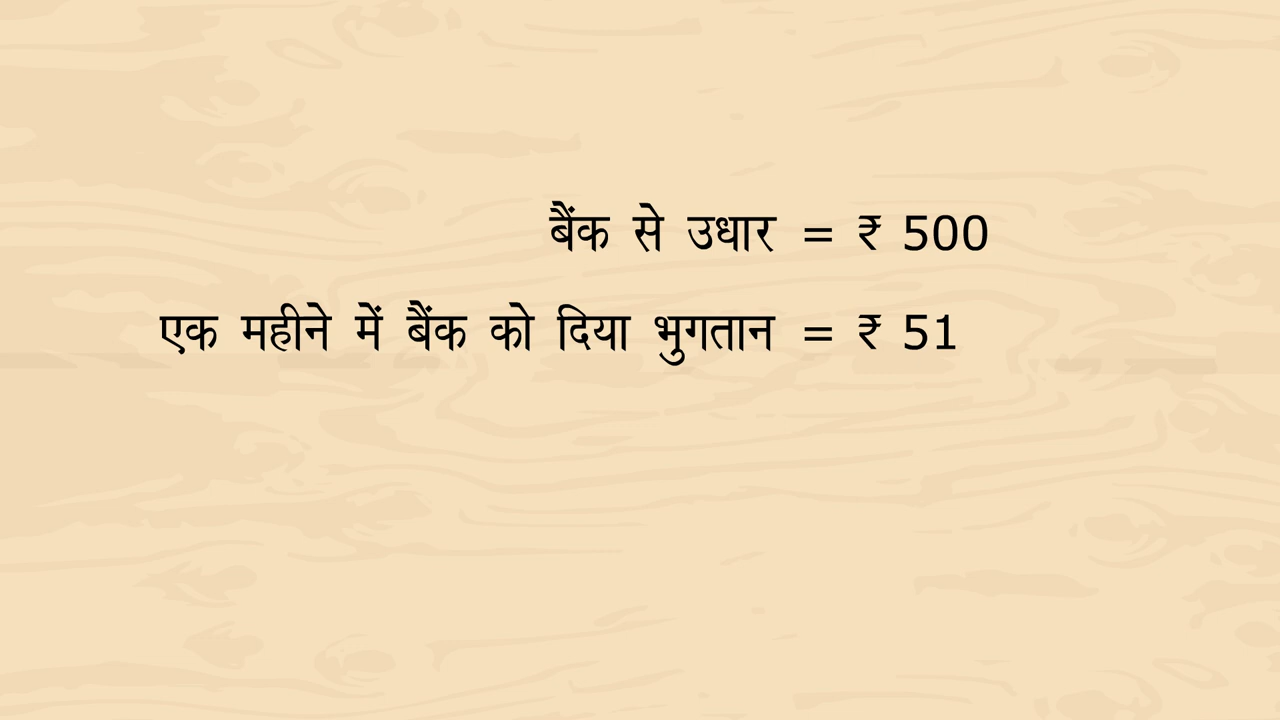 बैंक से उधार = ₹ 500
एक महीने में बैंक को दिया भुगतान = ₹ 51